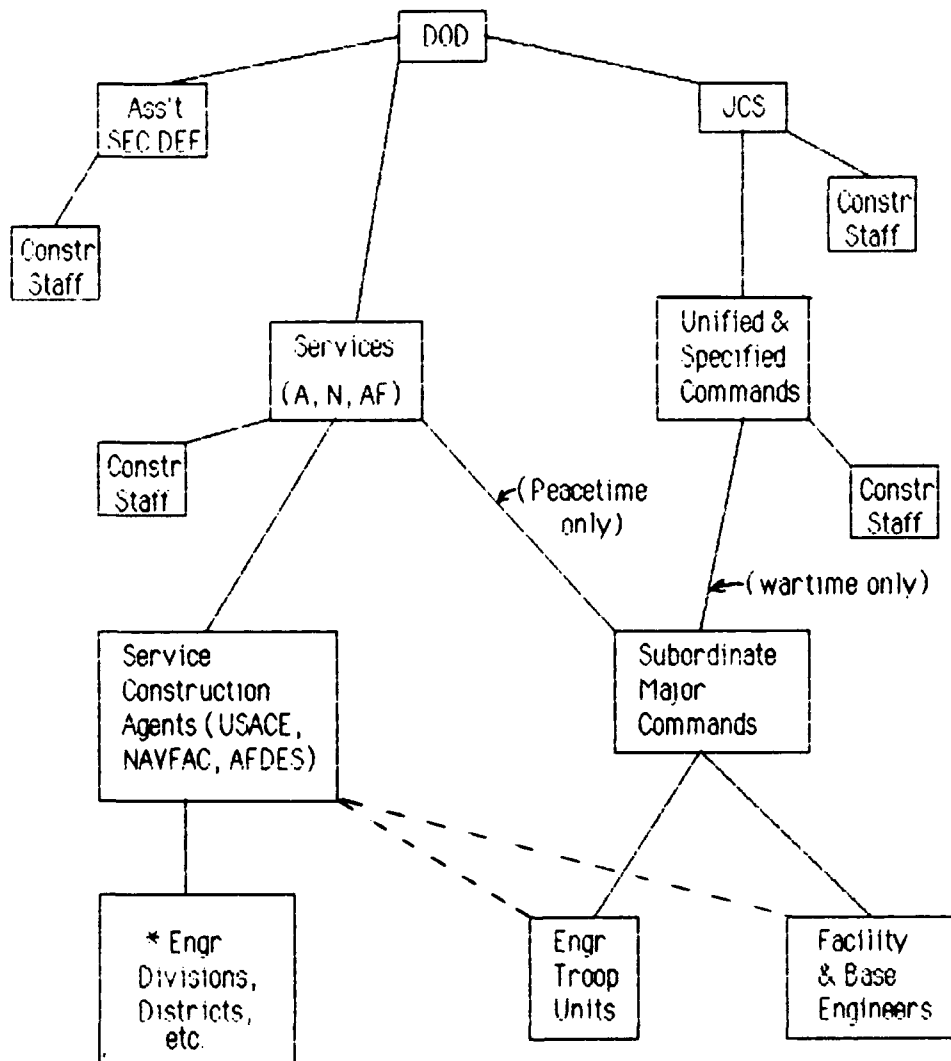 DOD
Ass't
SEC DEF
JCS
Constr
Staff
Constr
Staff
Services
(A, N, AF)
Unified &
Specified
Commands
Constr
Staff
(Peacetime
only)
Constr
Staff
(wartime only)
Service
Construction
Agents (USACE,
NAVFAC, AFDES)
Subordinate
Major
Commands
* Engr
Divisions,
Districts,
etc.
Engr
Troop
Units
Facility
& Base
Engineers